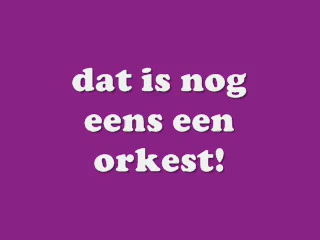 dat is nog
eens een
orkest!